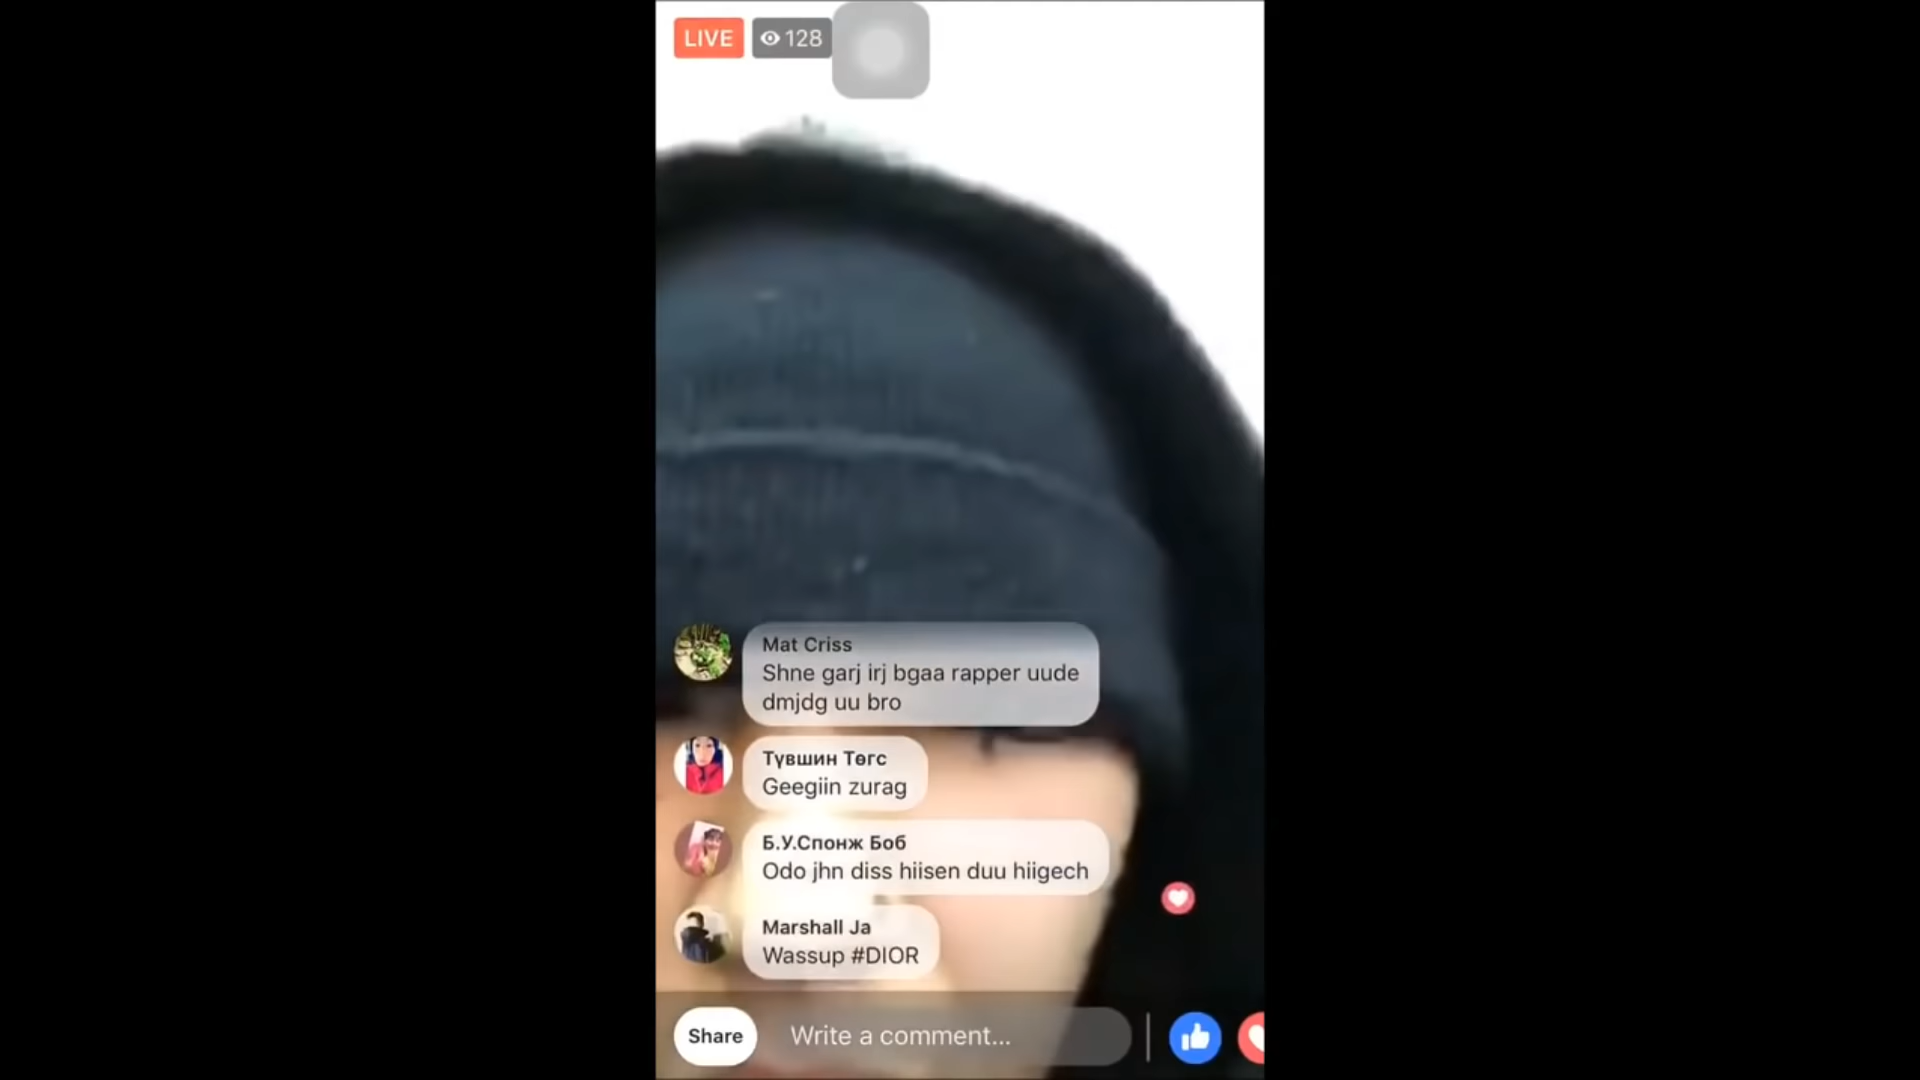 LIVE 128
Mat Criss
Shne garj irj bgaa rapper uude
dmjdg uu bro
Түвшин Төгс
Geegiin zurag
Б.У.Спонж Боб
Odo jhn diss hiisen duu hiigech
Marshall Ja
Wassup #DIOR
Share Write a comment...